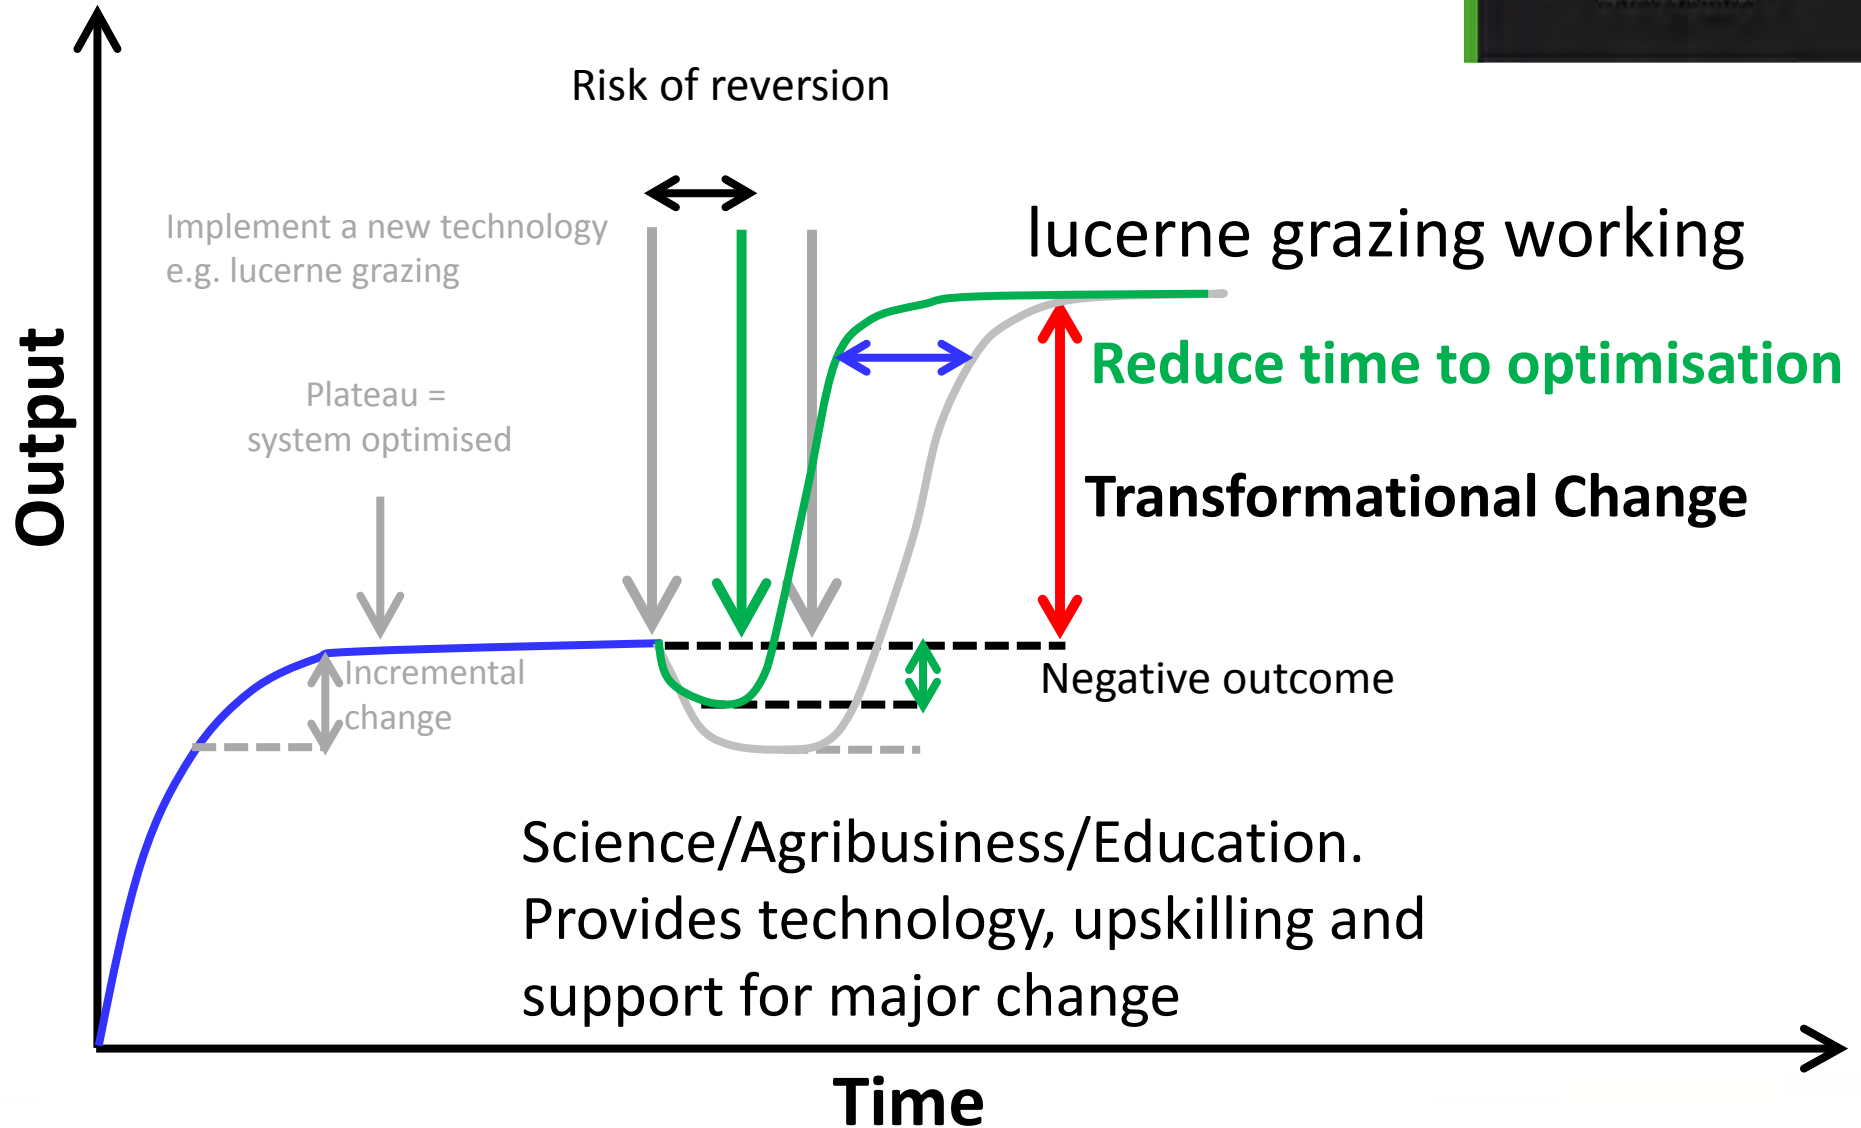 Risk of reversion
Implement a new technology
e.g. lucerne grazing
lucerne grazing working
Reduce time to optimisation
Plateau =
system optimised
Transformational Change
Output
Incremental
change
Negative outcome
Science/Agribusiness/Education.
Provides technology, upskilling and
support for major change
Time